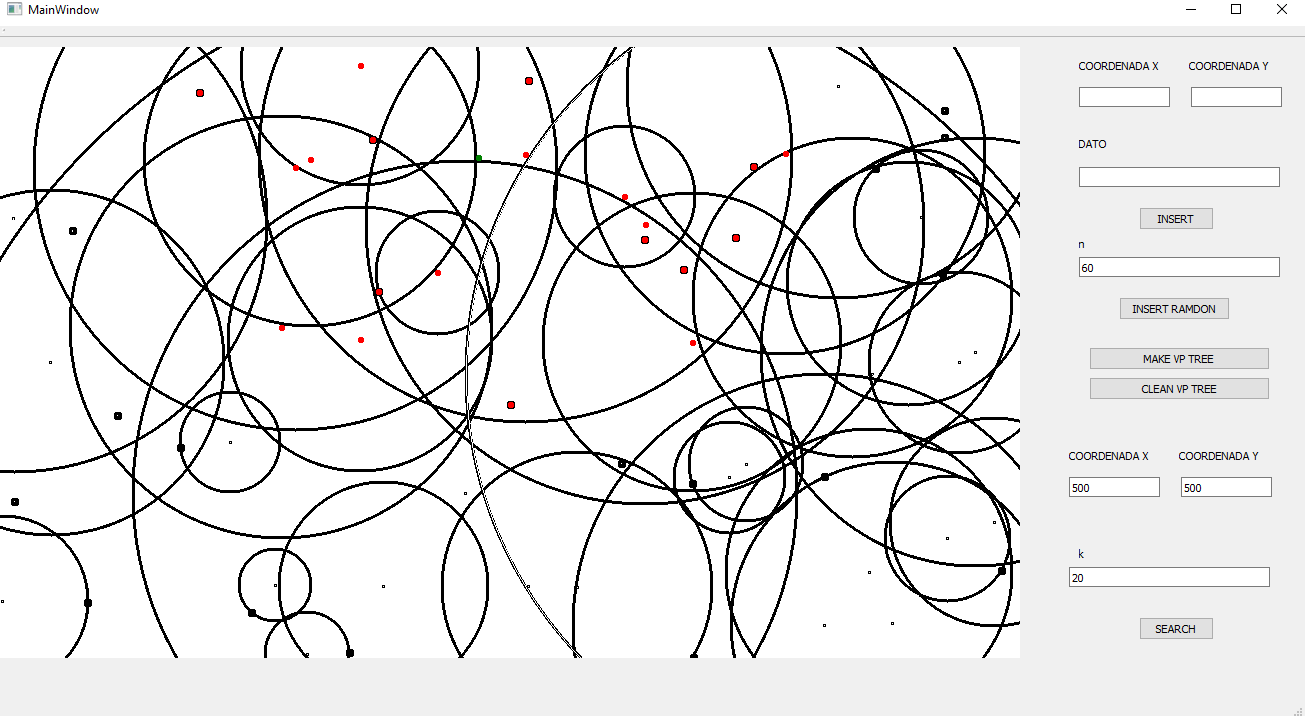 MainWindow
COORDENADA X COORDENADA Y
DATO
INSERT
n
60
INSERT RAMDON
MAKE VP TREE
CLEAN VP TREE
COORDENADA X COORDENADA Y
500 500
k
20
SEARCH